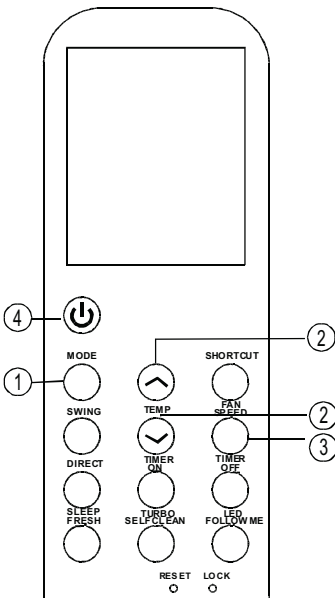 4
2
MODE
SHORTCUT
1
FAN
SPEED
SWING
TEMP
2
3
DIRECT
TIMER
ON
TIMER
OFF
SLEEP
FRESH
TURBO
SELFCLEAN
LED
FOLLOW ME
RESET
LOCK